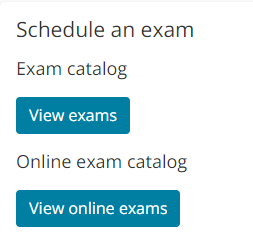 Schedule an exam
Exam catalog
View exams
Online exam catalog
View online exams